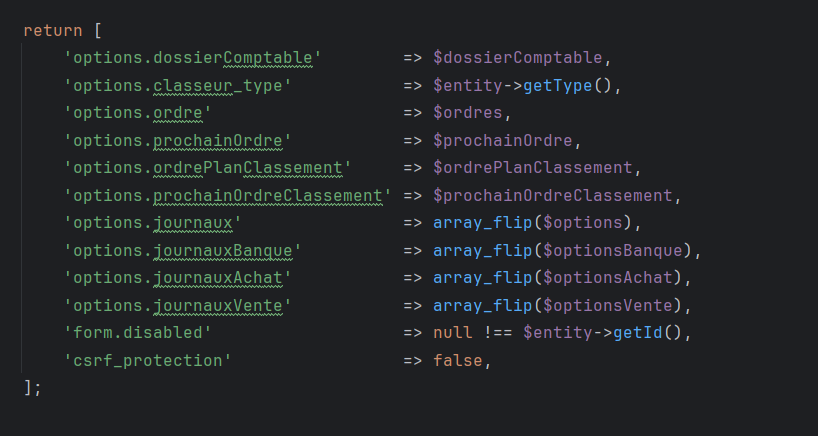 return [
    'options.dossierComptable'        => $dossierComptable,
    'options.classeur_type'           => $entity->getType(),
    'options.ordre'                   => $ordres,
    'options.prochainOrdre'           => $prochainOrdre,
    'options.ordrePlanClassement'     => $ordrePlanClassement,
    'options.prochainOrdreClassement' => $prochainOrdreClassement,
    'options.journaux'                => array_flip($options),
    'options.journauxBanque'          => array_flip($optionsBanque),
    'options.journauxAchat'           => array_flip($optionsAchat),
    'options.journauxVente'           => array_flip($optionsVente),
    'form.disabled'                   => null !== $entity->getId(),
    'csrf_protection'                 => false,
];